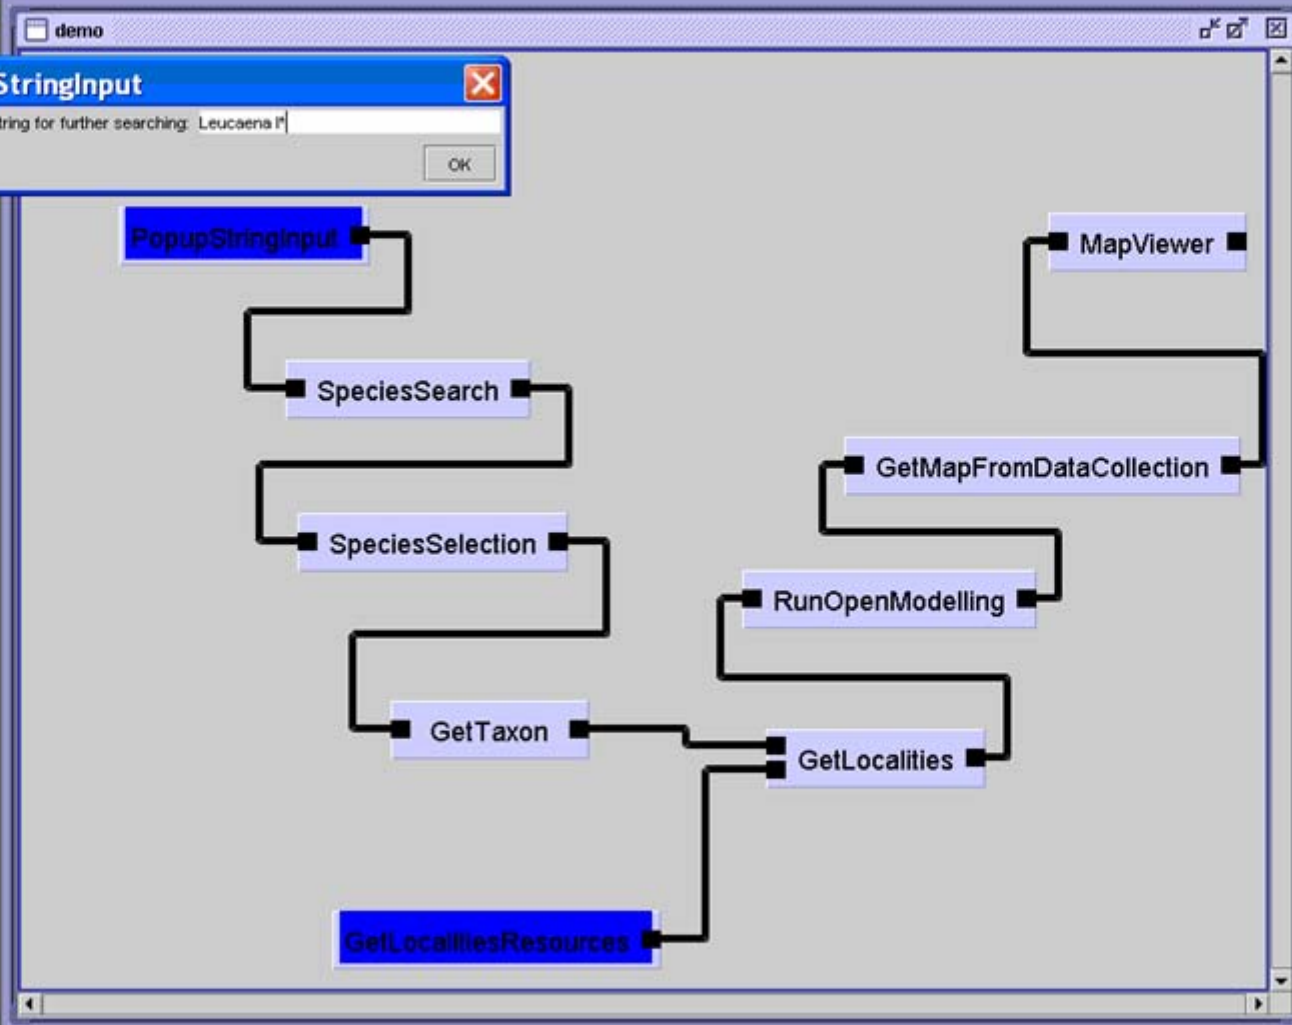 demo
StringInput
tring for further searching: Leucaena l*
OK
PopupStringInput
MapViewer
SpeciesSearch
GetMapFromDataCollection
SpeciesSelection
RunOpenModelling
GetTaxon
GetLocalities
GetLocalitiesResources